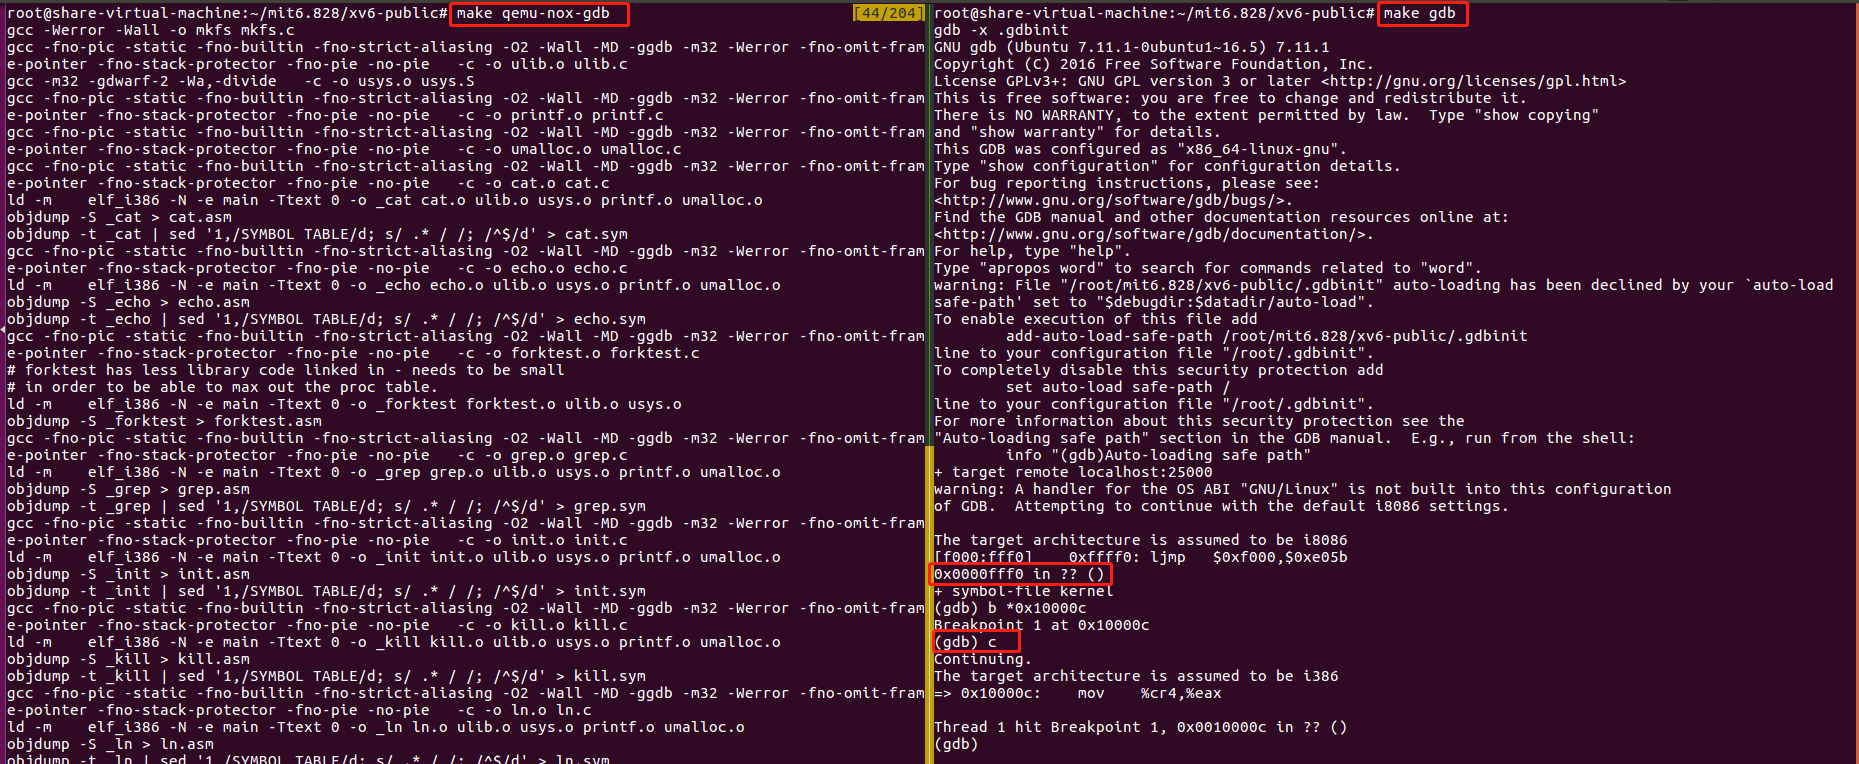 root@share-virtual-machine:~/mit6.828/xv6-public# make qemu-nox-gdb [44/204]
gcc -Werror -Wall -o mkfs mkfs.c
gcc -fno-pic -static -fno-builtin -fno-strict-aliasing -O2 -Wall -MD -ggdb -m32 -Werror -fno-omit-fram
e-pointer -fno-stack-protector -fno-pie -no-pie   -c -o ulib.o ulib.c
gcc -m32 -gdwarf-2 -Wa,-divide   -c -o usys.o usys.S
gcc -fno-pic -static -fno-builtin -fno-strict-aliasing -O2 -Wall -MD -ggdb -m32 -Werror -fno-omit-fram
e-pointer -fno-stack-protector -fno-pie -no-pie   -c -o printf.o printf.c
gcc -fno-pic -static -fno-builtin -fno-strict-aliasing -O2 -Wall -MD -ggdb -m32 -Werror -fno-omit-fram
e-pointer -fno-stack-protector -fno-pie -no-pie   -c -o umalloc.o umalloc.c
gcc -fno-pic -static -fno-builtin -fno-strict-aliasing -O2 -Wall -MD -ggdb -m32 -Werror -fno-omit-fram
e-pointer -fno-stack-protector -fno-pie -no-pie   -c -o cat.o cat.c
ld -m    elf_i386 -N -e main -Ttext 0 -o _cat cat.o ulib.o usys.o printf.o umalloc.o
objdump -S _cat > cat.asm
objdump -t _cat | sed '1,/SYMBOL TABLE/d; s/ .* / /; /^$/d' > cat.sym
gcc -fno-pic -static -fno-builtin -fno-strict-aliasing -O2 -Wall -MD -ggdb -m32 -Werror -fno-omit-fram
e-pointer -fno-stack-protector -fno-pie -no-pie   -c -o echo.o echo.c
ld -m    elf_i386 -N -e main -Ttext 0 -o _echo echo.o ulib.o usys.o printf.o umalloc.o
objdump -S _echo > echo.asm
objdump -t _echo | sed '1,/SYMBOL TABLE/d; s/ .* / /; /^$/d' > echo.sym
gcc -fno-pic -static -fno-builtin -fno-strict-aliasing -O2 -Wall -MD -ggdb -m32 -Werror -fno-omit-fram
e-pointer -fno-stack-protector -fno-pie -no-pie   -c -o forktest.o forktest.c
# forktest has less library code linked in - needs to be small
# in order to be able to max out the proc table.
ld -m    elf_i386 -N -e main -Ttext 0 -o _forktest forktest.o ulib.o usys.o
objdump -S _forktest > forktest.asm
gcc -fno-pic -static -fno-builtin -fno-strict-aliasing -O2 -Wall -MD -ggdb -m32 -Werror -fno-omit-fram
e-pointer -fno-stack-protector -fno-pie -no-pie   -c -o grep.o grep.c
ld -m    elf_i386 -N -e main -Ttext 0 -o _grep grep.o ulib.o usys.o printf.o umalloc.o
objdump -S _grep > grep.asm
objdump -t _grep | sed '1,/SYMBOL TABLE/d; s/ .* / /; /^$/d' > grep.sym
gcc -fno-pic -static -fno-builtin -fno-strict-aliasing -O2 -Wall -MD -ggdb -m32 -Werror -fno-omit-fram
e-pointer -fno-stack-protector -fno-pie -no-pie   -c -o init.o init.c
ld -m    elf_i386 -N -e main -Ttext 0 -o _init init.o ulib.o usys.o printf.o umalloc.o
objdump -S _init > init.asm
objdump -t _init | sed '1,/SYMBOL TABLE/d; s/ .* / /; /^$/d' > init.sym
gcc -fno-pic -static -fno-builtin -fno-strict-aliasing -O2 -Wall -MD -ggdb -m32 -Werror -fno-omit-fram
e-pointer -fno-stack-protector -fno-pie -no-pie   -c -o kill.o kill.c
ld -m    elf_i386 -N -e main -Ttext 0 -o _kill kill.o ulib.o usys.o printf.o umalloc.o
objdump -S _kill > kill.asm
objdump -t _kill | sed '1,/SYMBOL TABLE/d; s/ .* / /; /^$/d' > kill.sym
gcc -fno-pic -static -fno-builtin -fno-strict-aliasing -O2 -Wall -MD -ggdb -m32 -Werror -fno-omit-fram
e-pointer -fno-stack-protector -fno-pie -no-pie   -c -o ln.o ln.c
ld -m    elf_i386 -N -e main -Ttext 0 -o _ln ln.o ulib.o usys.o printf.o umalloc.o
objdump -S _ln > ln.asm
objdump -t _ln | sed '1,/SYMBOL TABLE/d; s/ .* / /; /^$/d' > ln.sym
root@share-virtual-machine:~/mit6.828/xv6-public# make gdb
gdb -x .gdbinit
GNU gdb (Ubuntu 7.11.1-0ubuntu1~16.5) 7.11.1
Copyright (C) 2016 Free Software Foundation, Inc.
License GPLv3+: GNU GPL version 3 or later <http://gnu.org/licenses/gpl.html>
This is free software: you are free to change and redistribute it.
There is NO WARRANTY, to the extent permitted by law.  Type "show copying"
and "show warranty" for details.
This GDB was configured as "x86_64-linux-gnu".
Type "show configuration" for configuration details.
For bug reporting instructions, please see:
<http://www.gnu.org/software/gdb/bugs/>.
Find the GDB manual and other documentation resources online at:
<http://www.gnu.org/software/gdb/documentation/>.
For help, type "help".
Type "apropos word" to search for commands related to "word".
warning: File "/root/mit6.828/xv6-public/.gdbinit" auto-loading has been declined by your `auto-load
safe-path' set to "$debugdir:$datadir/auto-load".
To enable execution of this file add
        add-auto-load-safe-path /root/mit6.828/xv6-public/.gdbinit
line to your configuration file "/root/.gdbinit".
To completely disable this security protection add
        set auto-load safe-path /
line to your configuration file "/root/.gdbinit".
For more information about this security protection see the
"Auto-loading safe path" section in the GDB manual.  E.g., run from the shell:
        info "(gdb)Auto-loading safe path"
+ target remote localhost:25000
warning: A handler for the OS ABI "GNU/Linux" is not built into this configuration
of GDB.  Attempting to continue with the default i8086 settings.
The target architecture is assumed to be i8086
[f000:fff0]    0xffff0: ljmp   $0xf000,$0xe05b
0x0000fff0 in ?? ()
+ symbol-file kernel
(gdb) b *0x10000c
Breakpoint 1 at 0x10000c
(gdb) c
Continuing.
The target architecture is assumed to be i386
=> 0x10000c:    mov    %cr4,%eax
Thread 1 hit Breakpoint 1, 0x0010000c in ?? ()
(gdb)